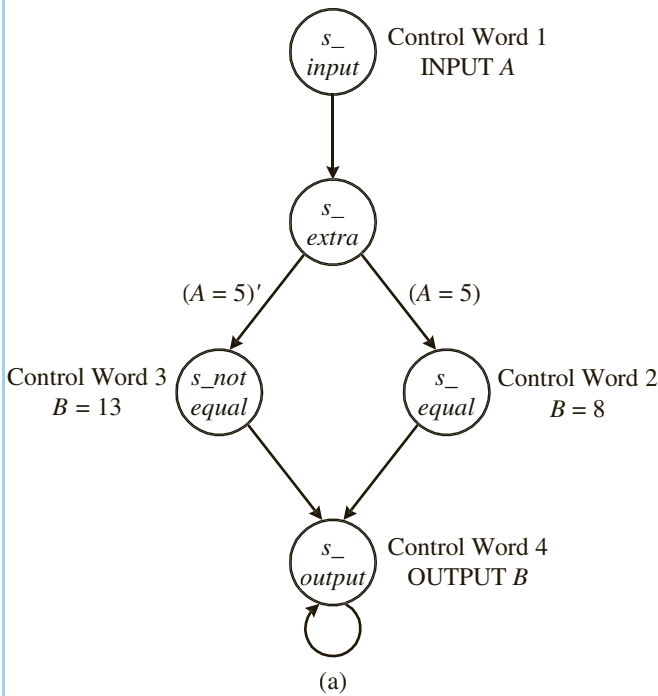 s_
input
Control Word 1
INPUT A
s_
extra
(A = 5)′
(A = 5)
Control Word 3
B = 13
s_not
equal
s_
equal
Control Word 2
B = 8
s_
output
Control Word 4
OUTPUT B
(a)